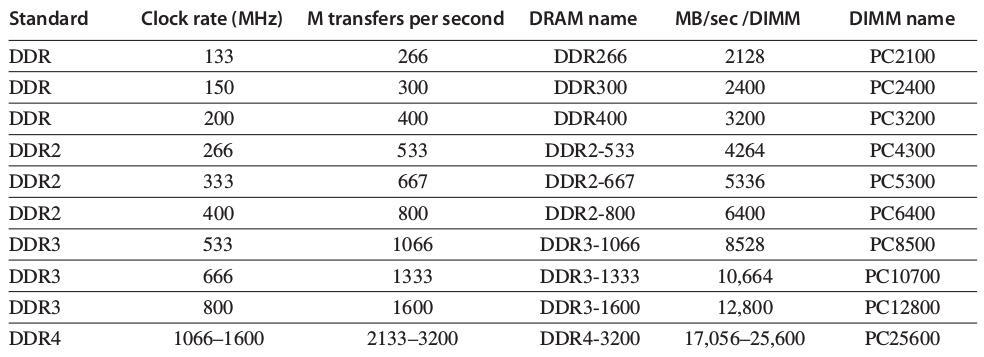 Standard Clock rate (MHz) M transfers per second DRAM name MB/sec /DIMM DIMM name
DDR 133 266 DDR266 2128 PC2100
DDR 150 300 DDR300 2400 PC2400
DDR 200 400 DDR400 3200 PC3200
DDR2 266 533 DDR2-533 4264 PC4300
DDR2 333 667 DDR2-667 5336 PC5300
DDR2 400 800 DDR2-800 6400 PC6400
DDR3 533 1066 DDR3-1066 8528 PC8500
DDR3 666 1333 DDR3-1333 10,664 PC10700
DDR3 800 1600 DDR3-1600 12,800 PC12800
DDR4 1066–1600 2133–3200 DDR4-3200 17,056–25,600 PC25600